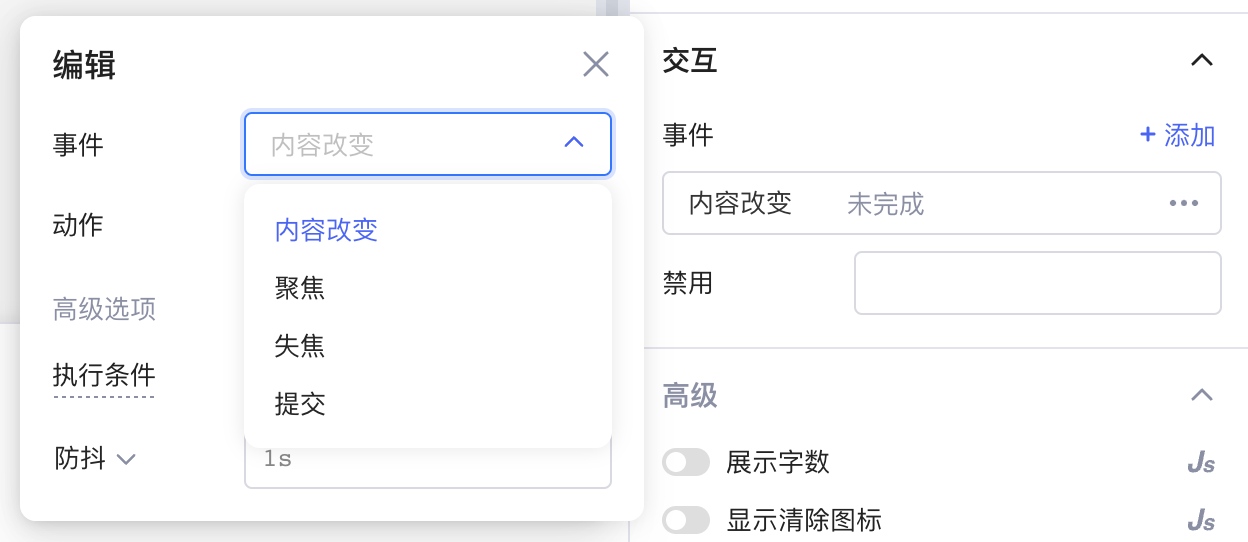 编辑
事件
内容改变
内容改变
聚焦
失焦
提交
动作
高级选项
执行条件
防抖
1s
交互
事件
+ 添加
内容改变 未完成
禁用
高级
展示字数 Js
显示清除图标 Js